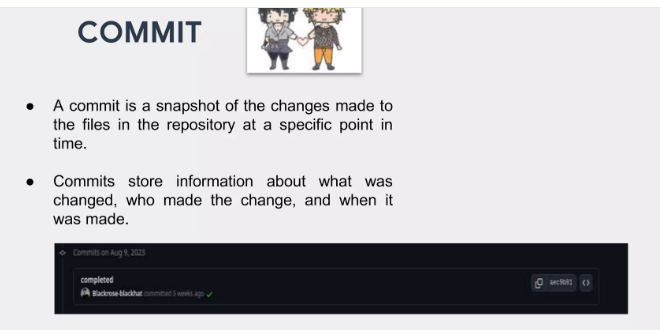 COMMIT
● A commit is a snapshot of the changes made to
the files in the repository at a specific point in
time.
● Commits store information about what was
changed, who made the change, and when it
was made.
Commits on Aug 9, 2023
completed
Blackrose-blackhat committed 3 weeks ago